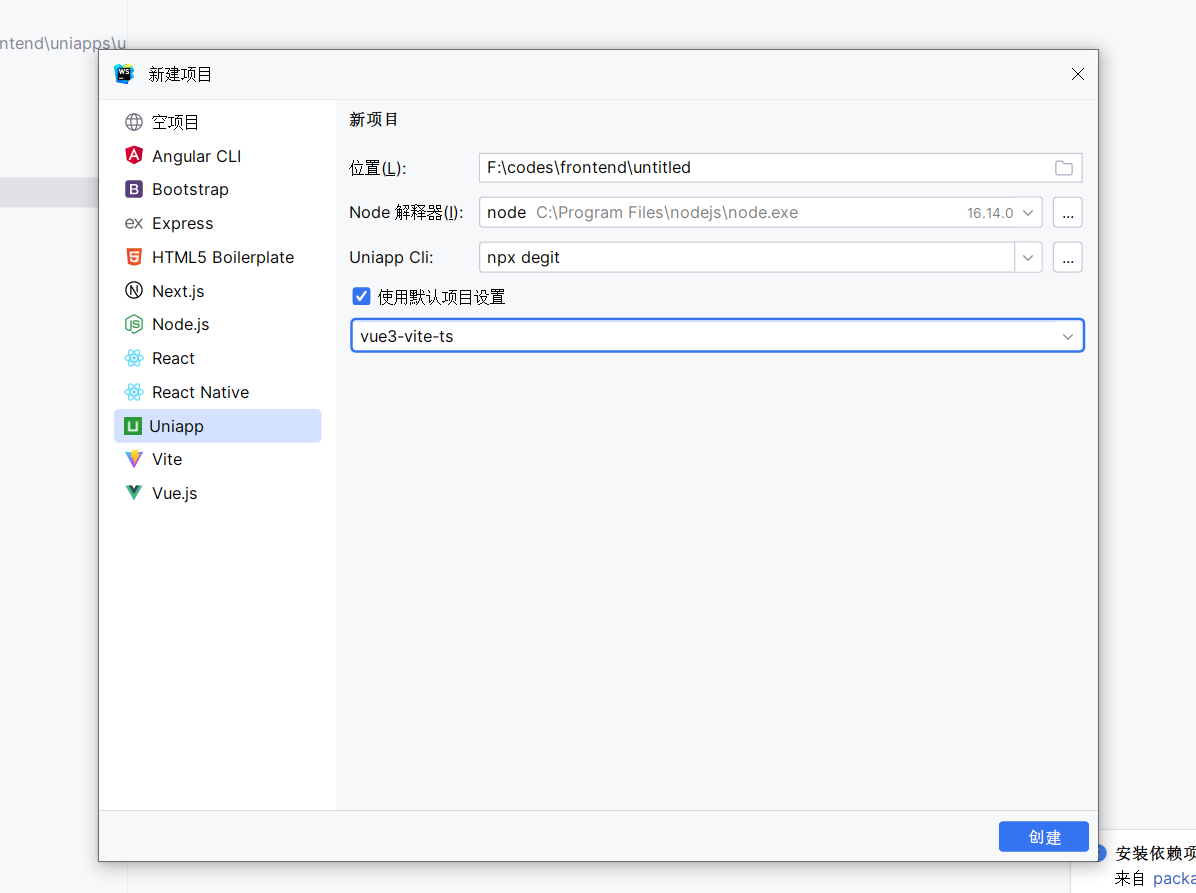 ntend\uniapps\u
新建项目
空项目
Angular CLI
Bootstrap
ex Express
HTML5 Boilerplate
Next.js
Node.js
React
React Native
Uniapp
Vite
Vue.js
新项目
位置(L): F:\codes\frontend\untitled
Node 解释器(I): node C:\Program Files\nodejs\node.exe 16.14.0 ...
Uniapp Cli: npx degit ...
使用默认项目设置
vue3-vite-ts
创建
安装依赖项
来自 packa